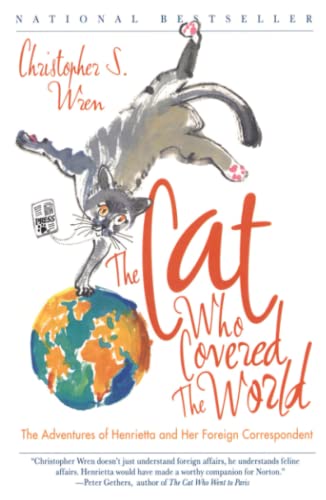 NATIONAL BESTSELLER
Christopher S.
Wren
PRESS
The Cat
Who
Covered
The World
The Adventures of Henrietta and Her Foreign Correspondent
"Christopher Wren doesn't just understand foreign affairs, he understands feline
affairs. Henrietta would have made a worthy companion for Norton."
—Peter Gethers, author of The Cat Who Went to Paris